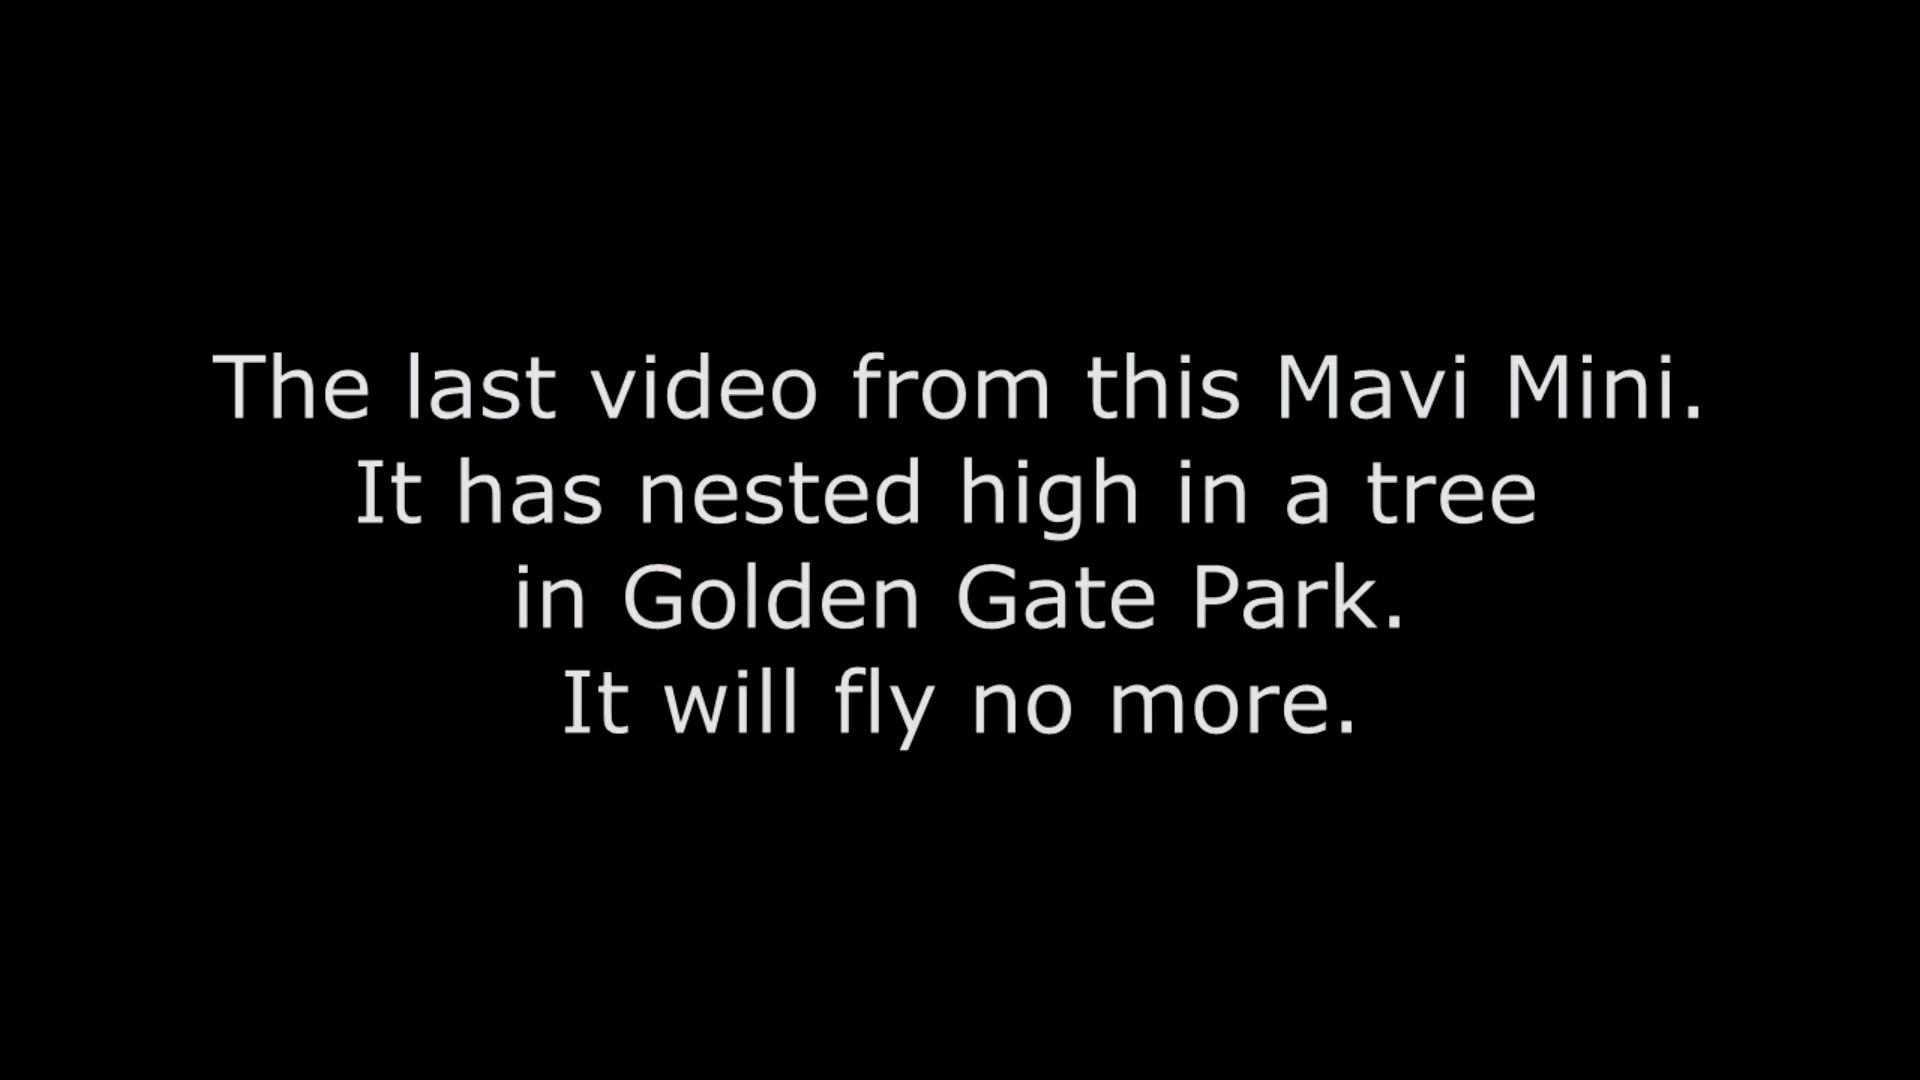 The last video from this Mavi Mini.
It has nested high in a tree
in Golden Gate Park.
It will fly no more.